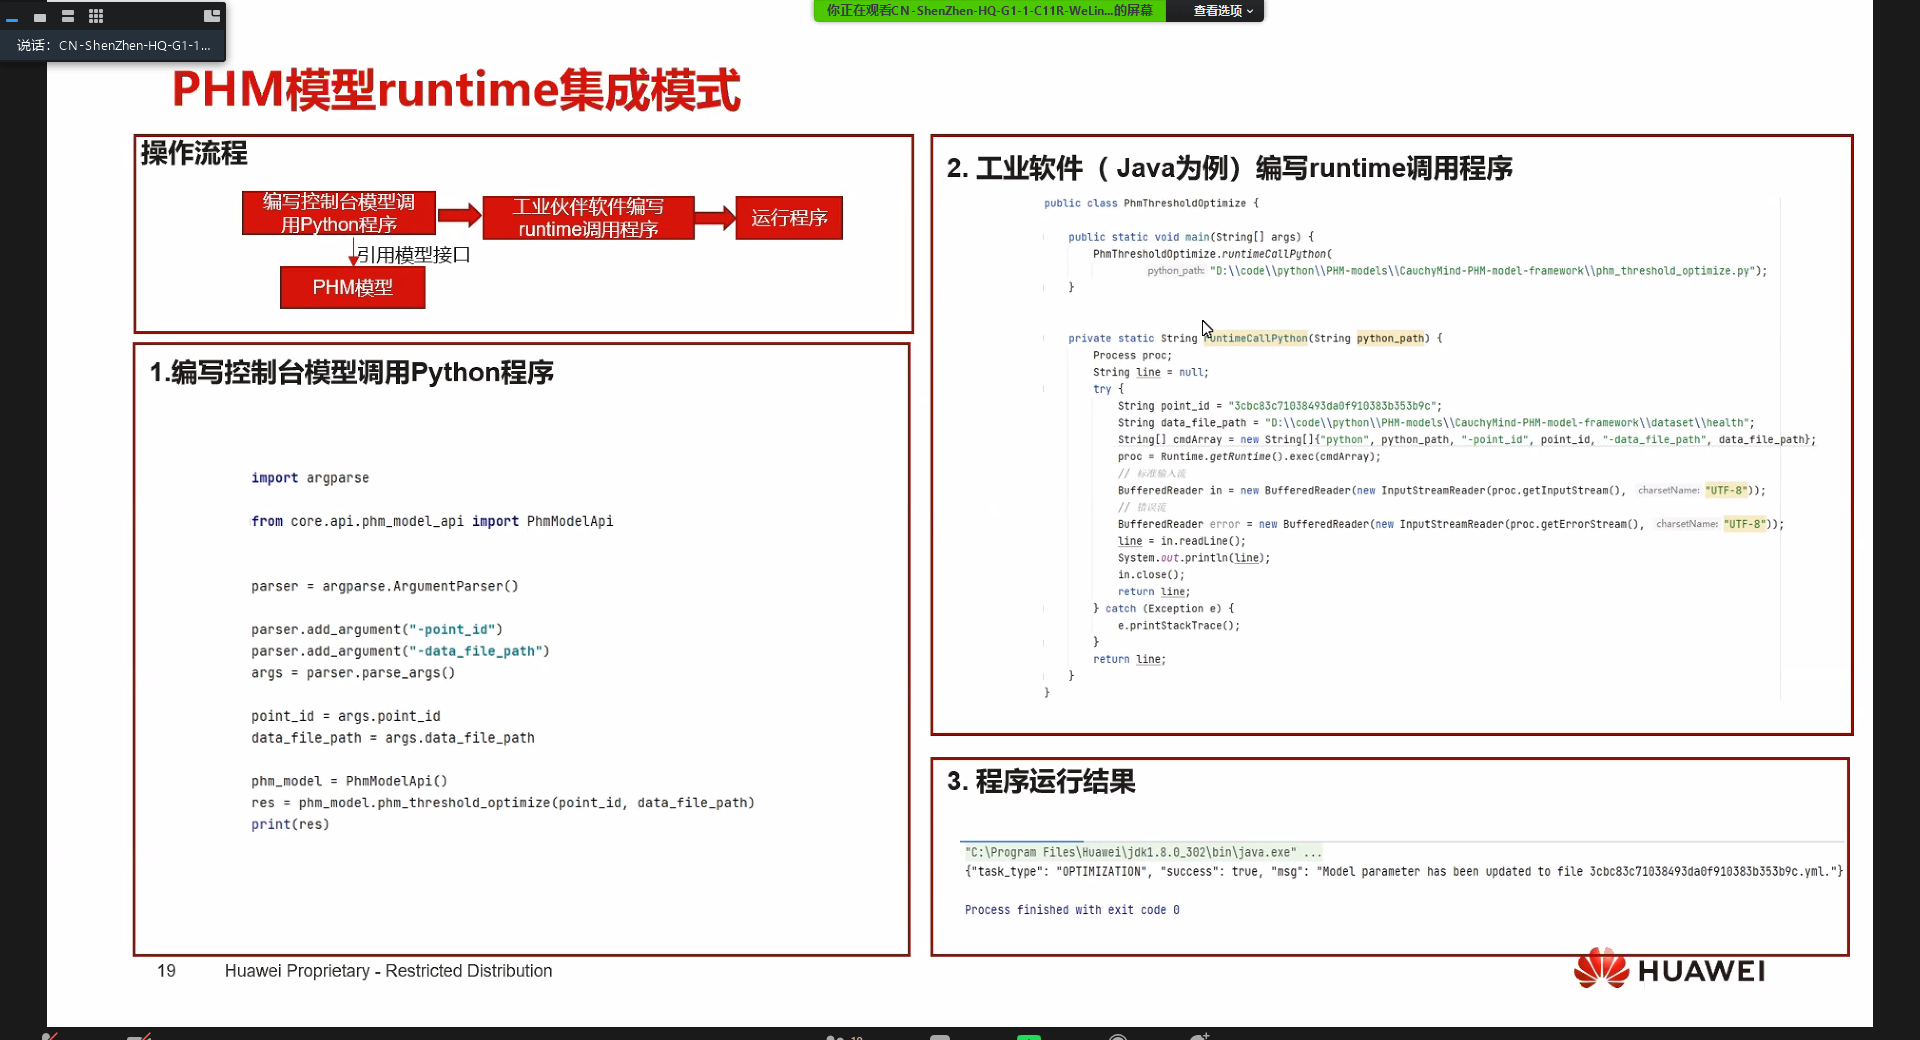 说话: CN-ShenZhen-HQ-G1-1...
你正在观看CN-ShenZhen-HQ-G1-1-C11R-WeLin...的屏幕
查看选项
PHM模型runtime集成模式
操作流程
编写控制台模型调
用Python程序
工业伙伴软件编写
runtime调用程序
运行程序
引用模型接口
PHM模型
1.编写控制台模型调用Python程序
import argparse
from core.api.phm_model_api import PhmModelApi
parser = argparse.ArgumentParser()
parser.add_argument("-point_id")
parser.add_argument("-data_file_path")
args = parser.parse_args()
point_id = args.point_id
data_file_path = args.data_file_path
phm_model = PhmModelApi()
res = phm_model.phm_threshold_optimize(point_id, data_file_path)
print(res)
2. 工业软件（ Java为例）编写runtime调用程序
public class PhmThresholdOptimize {
public static void main(String[] args) {
PhmThresholdOptimize.runtimeCallPython(
python_path: "D:\\code\\python\\PHM-models\\CauchyMind-PHM-model-framework\\phm_threshold_optimize.py");
}
private static String runtimeCallPython(String python_path) {
Process proc;
String line = null;
try {
String point_id = "3cbc83c71038493da0f910383b353b9c";
String data_file_path = "D:\\code\\python\\PHM-models\\CauchyMind-PHM-model-framework\\dataset\\health";
String[] cmdArray = new String[]{"python", python_path, "-point_id", point_id, "-data_file_path", data_file_path};
proc = Runtime.getRuntime().exec(cmdArray);
// 标准输入流
BufferedReader in = new BufferedReader(new InputStreamReader(proc.getInputStream(), charsetName: "UTF-8"));
// 错误流
BufferedReader error = new BufferedReader(new InputStreamReader(proc.getErrorStream(), charsetName: "UTF-8"));
line = in.readLine();
System.out.println(line);
in.close();
return line;
} catch (Exception e) {
e.printStackTrace();
}
return line;
}
}
3. 程序运行结果
"C:\Program Files\Huawei\jdk1.8.0_302\bin\java.exe" ...
{"task_type": "OPTIMIZATION", "success": true, "msg": "Model parameter has been updated to file 3cbc83c71038493da0f910383b353b9c.yml."}
Process finished with exit code 0
19
Huawei Proprietary - Restricted Distribution
HUAWEI